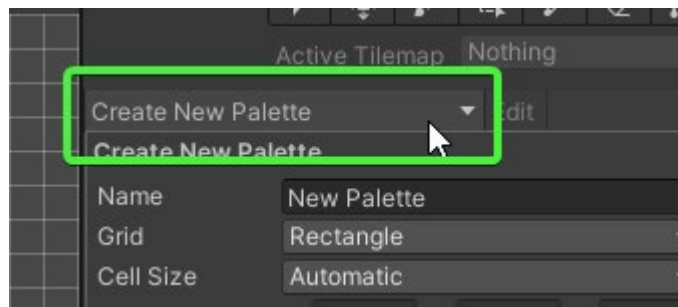 Active Tilemap Nothing
Create New Palette Edit
Create New Palette
Name New Palette
Grid Rectangle
Cell Size Automatic